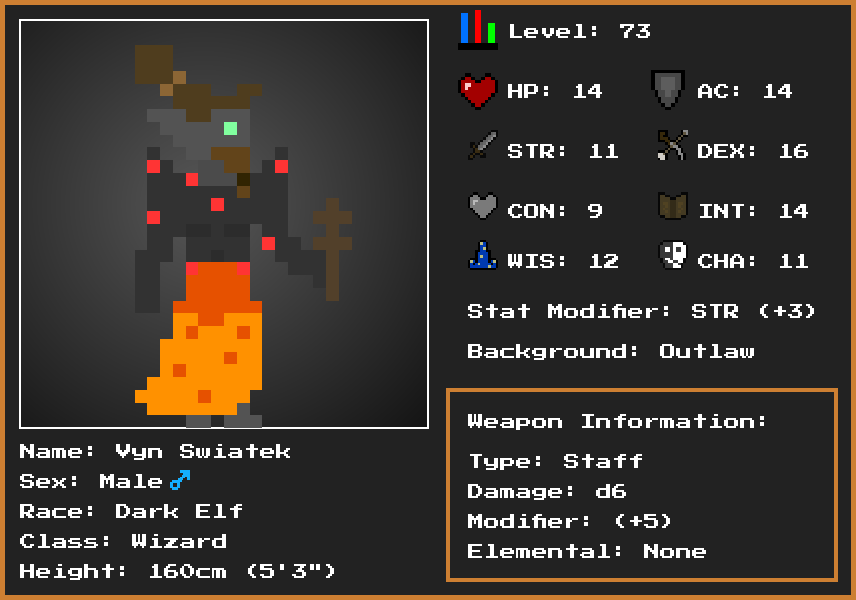 Level: 73
HP: 14 AC: 14
STR: 11 DEX: 16
CON: 9 INT: 14
WIS: 12 CHA: 11
Stat Modifier: STR (+3)
Background: Outlaw
Weapon Information:
Type: Staff
Damage: d6
Modifier: (+5)
Elemental: None
Name: Vyn Swiatek
Sex: Male ♂
Race: Dark Elf
Class: Wizard
Height: 160cm (5'3")